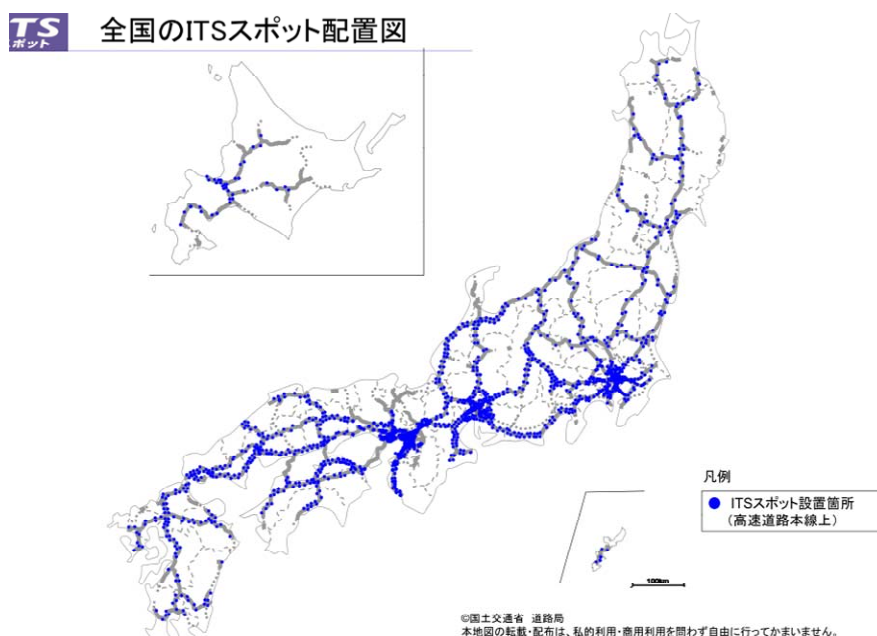 TS
ポット
全国のITSスポット配置図
凡例
ITSスポット設置箇所
(高速道路本線上)
100km
©国土交通省 道路局
本地図の転載・配布は、私的利用・商用利用を問わず自由に行ってかまいません。